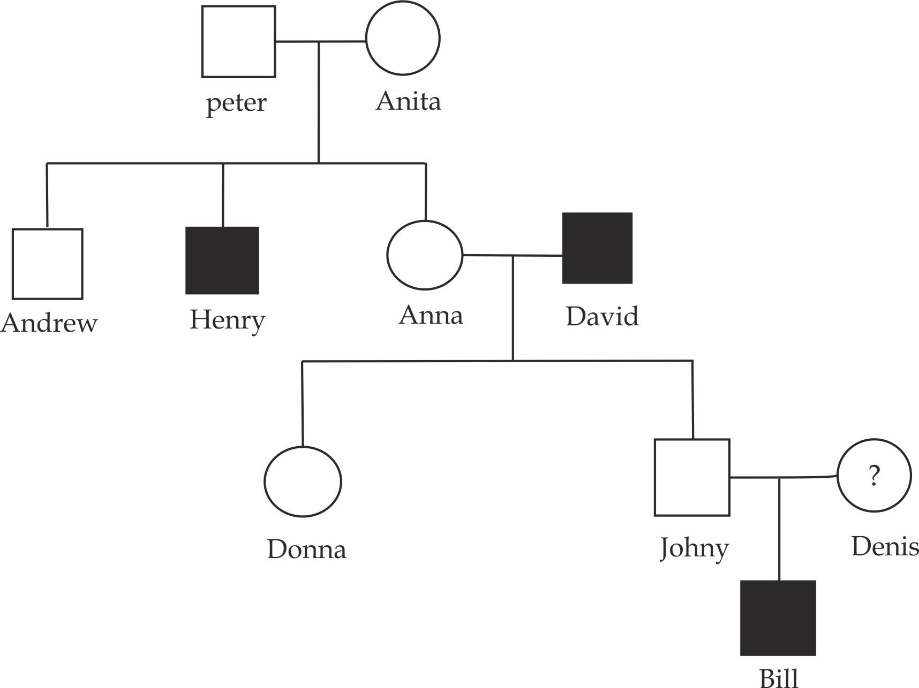 peter
Anita
Andrew
Henry
Anna
David
?
Donna
Johny
Denis
Bill